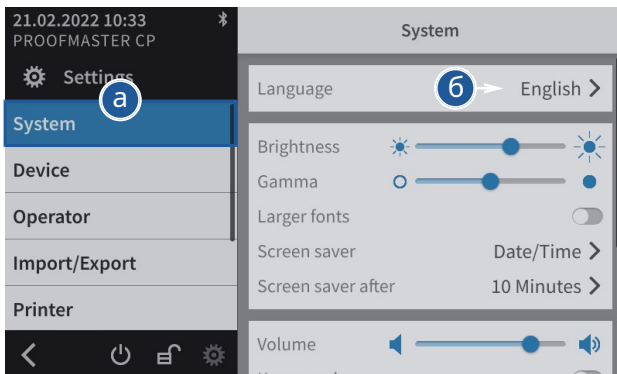 21.02.2022 10:33
PROOFMASTER CP
Settings
а
System
Device
Operator
Import/Export
Printer
System
Language б English
Brightness
Gamma
Larger fonts
Screen saver Date/Time
Screen saver after 10 Minutes
Volume